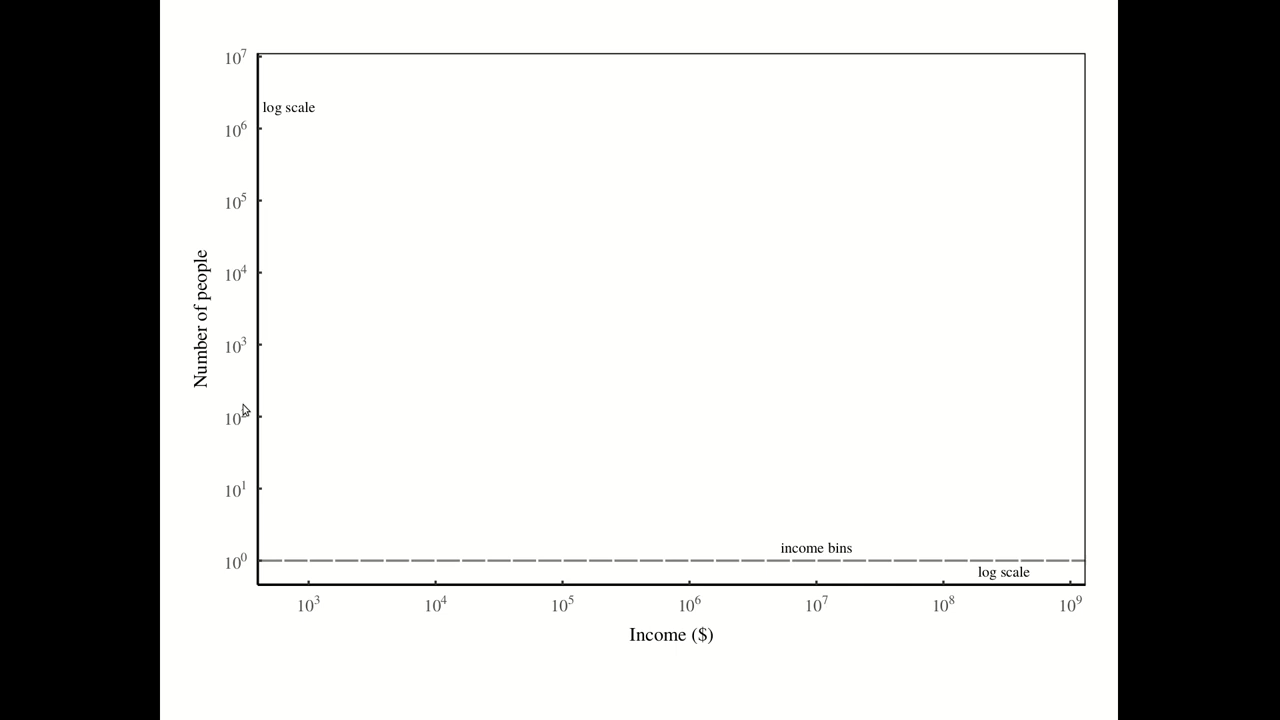 10⁷
log scale
10⁶
10⁵
10⁴
10³
10²
10¹
10⁰
Number of people
income bins
log scale
10³ 10⁴ 10⁵ 10⁶ 10⁷ 10⁸ 10⁹
Income ($)